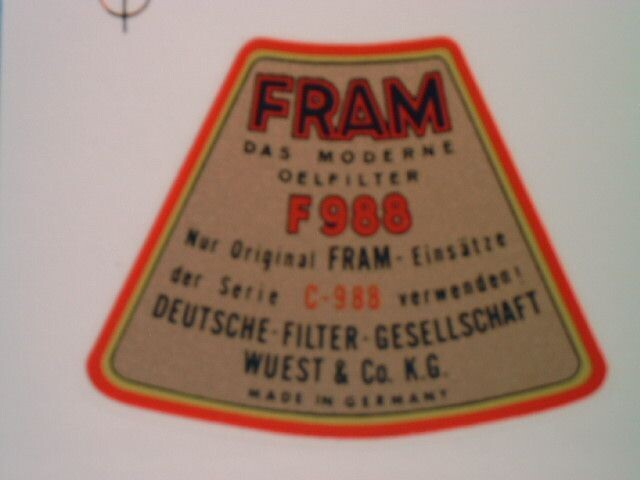 FRAM
DAS MODERNE
OELFILTER
F988
Nur Original FRAM-Einsätze
der Serie C-988 verwenden!
DEUTSCHE-FILTER-GESELLSCHAFT
WUEST & Co. K.G.
MADE IN GERMANY